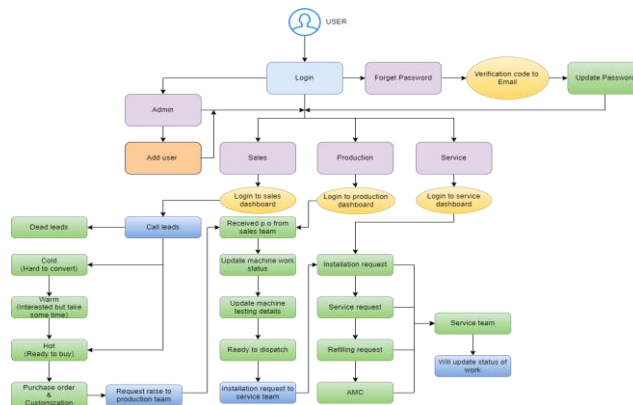 USER
Login
Forget Password
Verification code to
Email
Update Password
Admin
Add user
Sales
Production
Service
Login to sales
dashboard
Login to production
dashboard
Login to service
dashboard
Dead leads
Call leads
Received p.o from
sales team
Cold
(Hard to convert)
Update machine work
status
Installation request
Warm
(Interested but take
some time)
Update machine
testing details
Service request
Service team
Hot
(Ready to buy)
Ready to dispatch
Refilling request
Will update status of
work
Purchase order
&
Customization
Request raise to
production team
Installation request to
service team
AMC